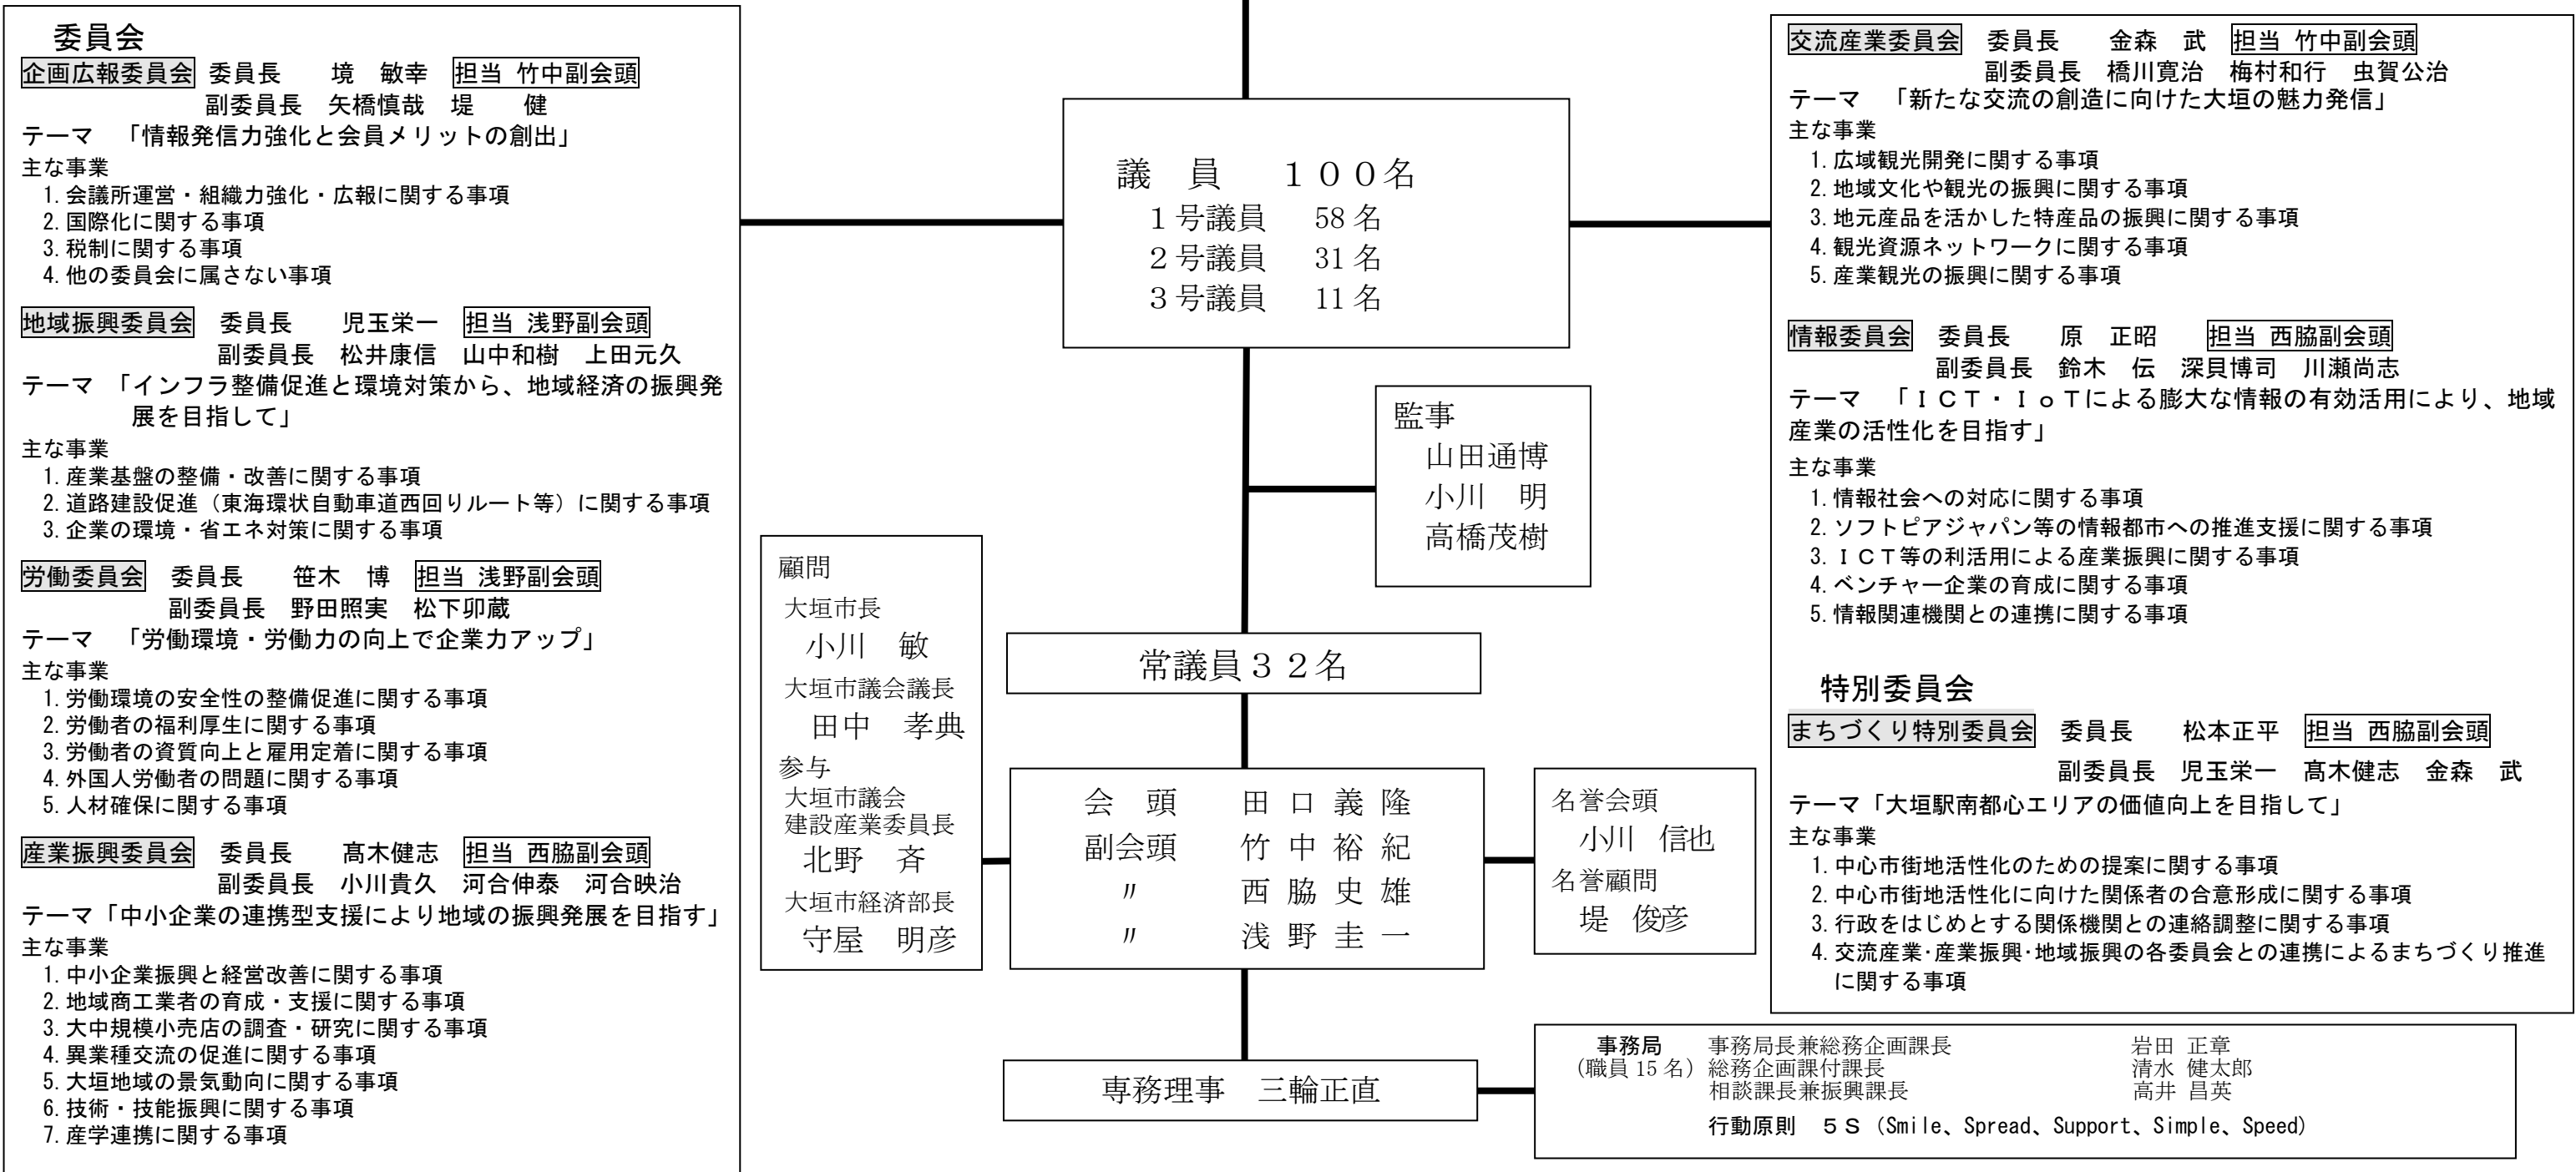 委員会
企画広報委員会 委員長 境 敏幸 担当 竹中副会頭
副委員長 矢橋慎哉 堤 健
テーマ 「情報発信力強化と会員メリットの創出」
主な事業
1.会議所運営・組織力強化・広報に関する事項
2.国際化に関する事項
3.税制に関する事項
4.他の委員会に属さない事項
地域振興委員会 委員長 児玉栄一 担当 浅野副会頭
副委員長 松井康信 山中和樹 上田元久
テーマ 「インフラ整備促進と環境対策から、地域経済の振興発
展を目指して」
主な事業
1.産業基盤の整備・改善に関する事項
2.道路建設促進（東海環状自動車道西回りルート等）に関する事項
3.企業の環境・省エネ対策に関する事項
労働委員会 委員長 笹木 博 担当 浅野副会頭
副委員長 野田照実 松下卯蔵
テーマ 「労働環境・労働力の向上で企業力アップ」
主な事業
1.労働環境の安全性の整備促進に関する事項
2.労働者の福利厚生に関する事項
3.労働者の資質向上と雇用定着に関する事項
4.外国人労働者の問題に関する事項
5.人材確保に関する事項
産業振興委員会 委員長 髙木健志 担当 西脇副会頭
副委員長 小川貴久 河合伸泰 河合映治
テーマ「中小企業の連携型支援により地域の振興発展を目指す」
主な事業
1.中小企業振興と経営改善に関する事項
2.地域商工業者の育成・支援に関する事項
3.大中規模小売店の調査・研究に関する事項
4.異業種交流の促進に関する事項
5.大垣地域の景気動向に関する事項
6.技術・技能振興に関する事項
7.産学連携に関する事項
議 員 １００名
１号議員 58名
２号議員 31名
３号議員 11名
監事
山田通博
小川 明
高橋茂樹
顧問
大垣市長
小川 敏
大垣市議会議長
田中 孝典
参与
大垣市議会
建設産業委員長
北野 斉
大垣市経済部長
守屋 明彦
常議員３２名
会 頭 田口義隆
副会頭 竹中裕紀
〃 西脇史雄
〃 浅野圭一
名誉会頭
小川 信也
名誉顧問
堤 俊彦
専務理事 三輪正直
交流産業委員会 委員長 金森 武 担当 竹中副会頭
副委員長 橋川寛治 梅村和行 虫賀公治
テーマ 「新たな交流の創造に向けた大垣の魅力発信」
主な事業
1.広域観光開発に関する事項
2.地域文化や観光の振興に関する事項
3.地元産品を活かした特産品の振興に関する事項
4.観光資源ネットワークに関する事項
5.産業観光の振興に関する事項
情報委員会 委員長 原 正昭 担当 西脇副会頭
副委員長 鈴木 伝 深貝博司 川瀬尚志
テーマ 「ＩＣＴ・ＩｏＴによる膨大な情報の有効活用により、地域
産業の活性化を目指す」
主な事業
1.情報社会への対応に関する事項
2.ソフトピアジャパン等の情報都市への推進支援に関する事項
3.ＩＣＴ等の利活用による産業振興に関する事項
4.ベンチャー企業の育成に関する事項
5.情報関連機関との連携に関する事項
特別委員会
まちづくり特別委員会 委員長 松本正平 担当 西脇副会頭
副委員長 児玉栄一 髙木健志 金森 武
テーマ「大垣駅南都心エリアの価値向上を目指して」
主な事業
1.中心市街地活性化のための提案に関する事項
2.中心市街地活性化に向けた関係者の合意形成に関する事項
3.行政をはじめとする関係機関との連絡調整に関する事項
4.交流産業･産業振興･地域振興の各委員会との連携によるまちづくり推進
に関する事項
事務局 事務局長兼総務企画課長 岩田 正章
(職員15名) 総務企画課付課長 清水 健太郎
相談課長兼振興課長 高井 昌英
行動原則 ５Ｓ（Smile、Spread、Support、Simple、Speed）